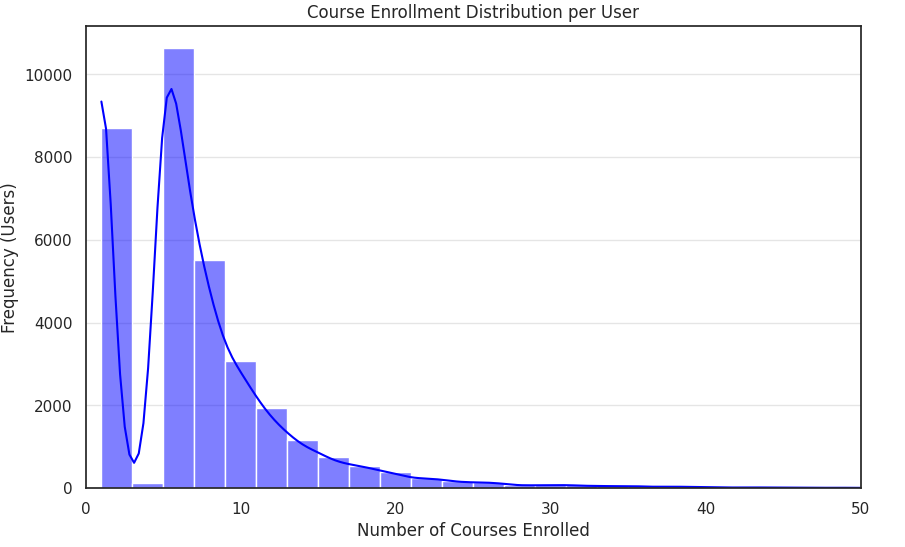 Course Enrollment Distribution per User
Frequency (Users)
10000
8000
6000
4000
2000
0
0 10 20 30 40 50
Number of Courses Enrolled